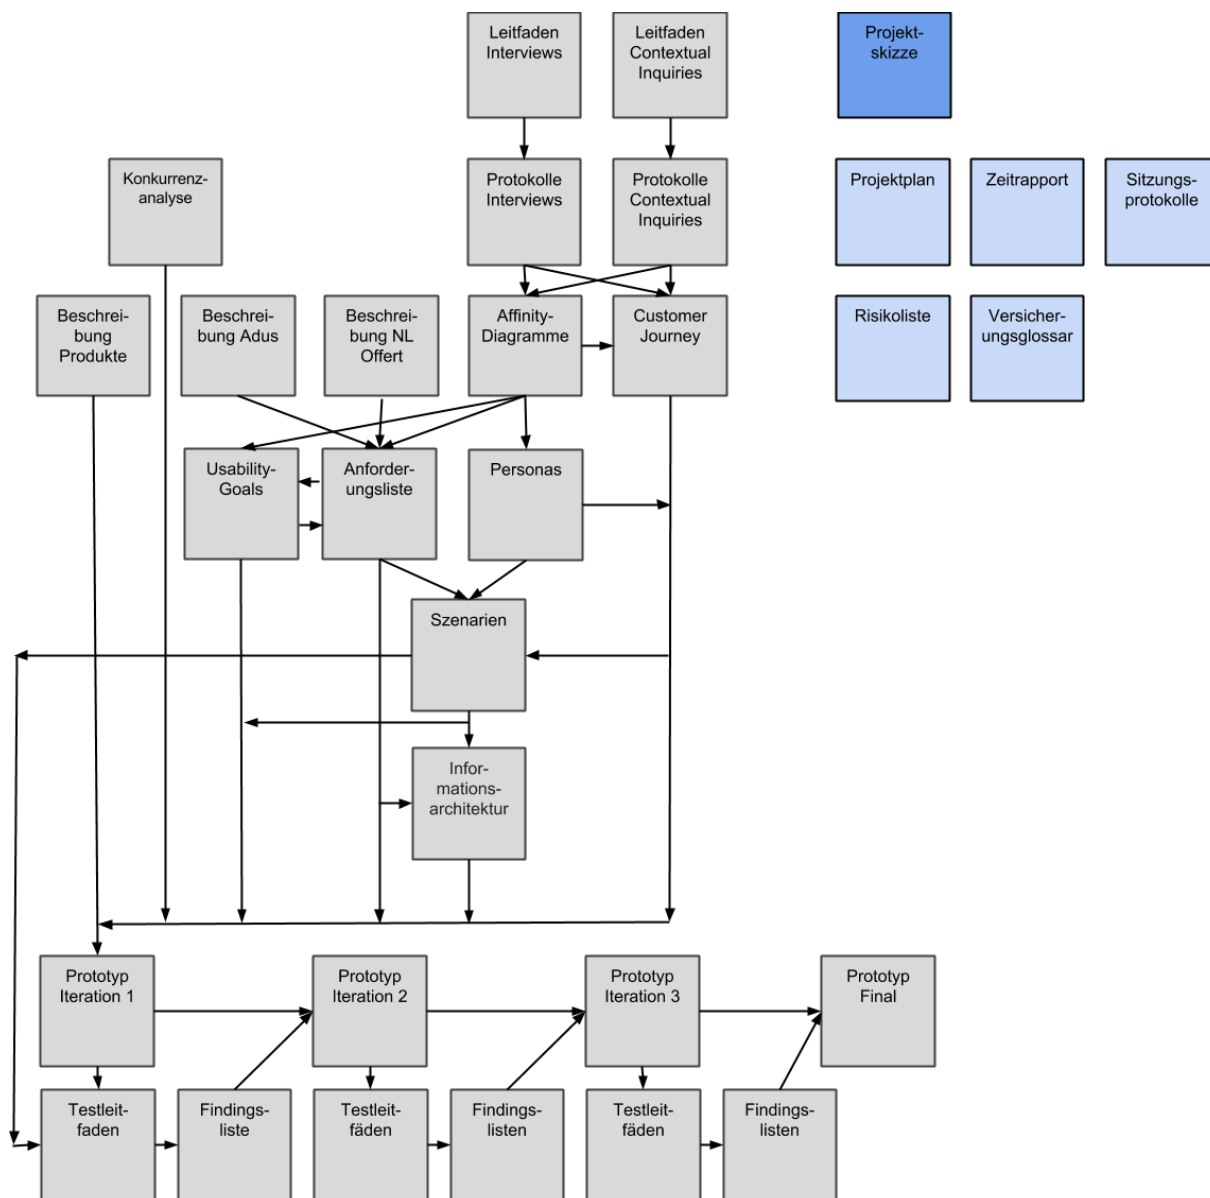 Leitfaden
Interviews
Leitfaden
Contextual
Inquiries
Projekt-
skizze
Konkurrenz-
analyse
Protokolle
Interviews
Protokolle
Contextual
Inquiries
Projektplan
Zeitrapport
Sitzungs-
protokolle
Beschrei-
bung
Produkte
Beschrei-
bung Adus
Beschrei-
bung NL
Offert
Affinity-
Diagramme
Customer
Journey
Risikoliste
Versicher-
ungsglossar
Usability-
Goals
Anforder-
ungsliste
Personas
Szenarien
Infor-
mations-
architektur
Prototyp
Iteration 1
Prototyp
Iteration 2
Prototyp
Iteration 3
Prototyp
Final
Testleit-
faden
Findings-
liste
Testleit-
fäden
Findings-
listen
Testleit-
fäden
Findings-
listen